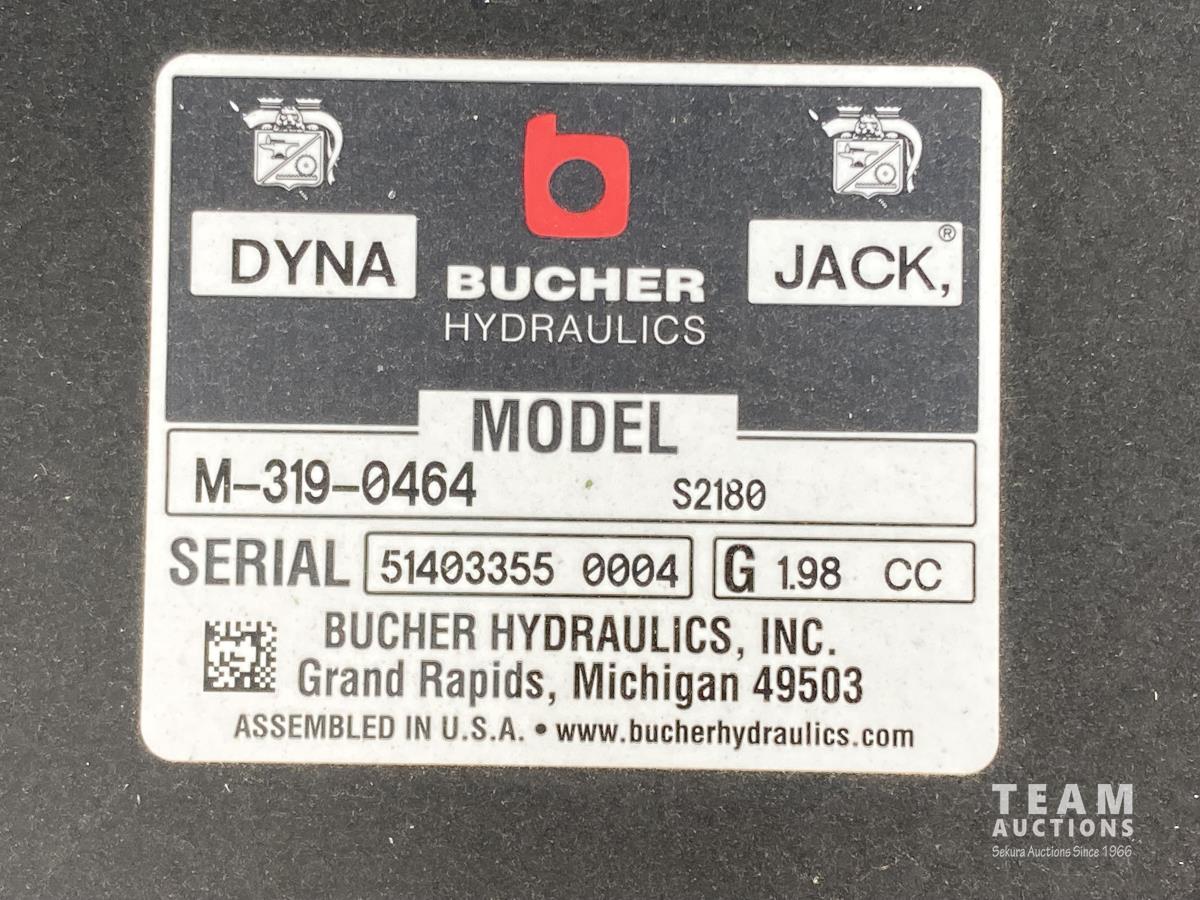 DYNA
BUCHER
HYDRAULICS
JACK,®
MODEL
M-319-0464 S2180
SERIAL 51403355 0004 G 1.98 CC
BUCHER HYDRAULICS, INC.
Grand Rapids, Michigan 49503
ASSEMBLED IN U.S.A. • www.bucherhydraulics.com
TEAM
AUCTIONS
Sekura Auctions Since 1966